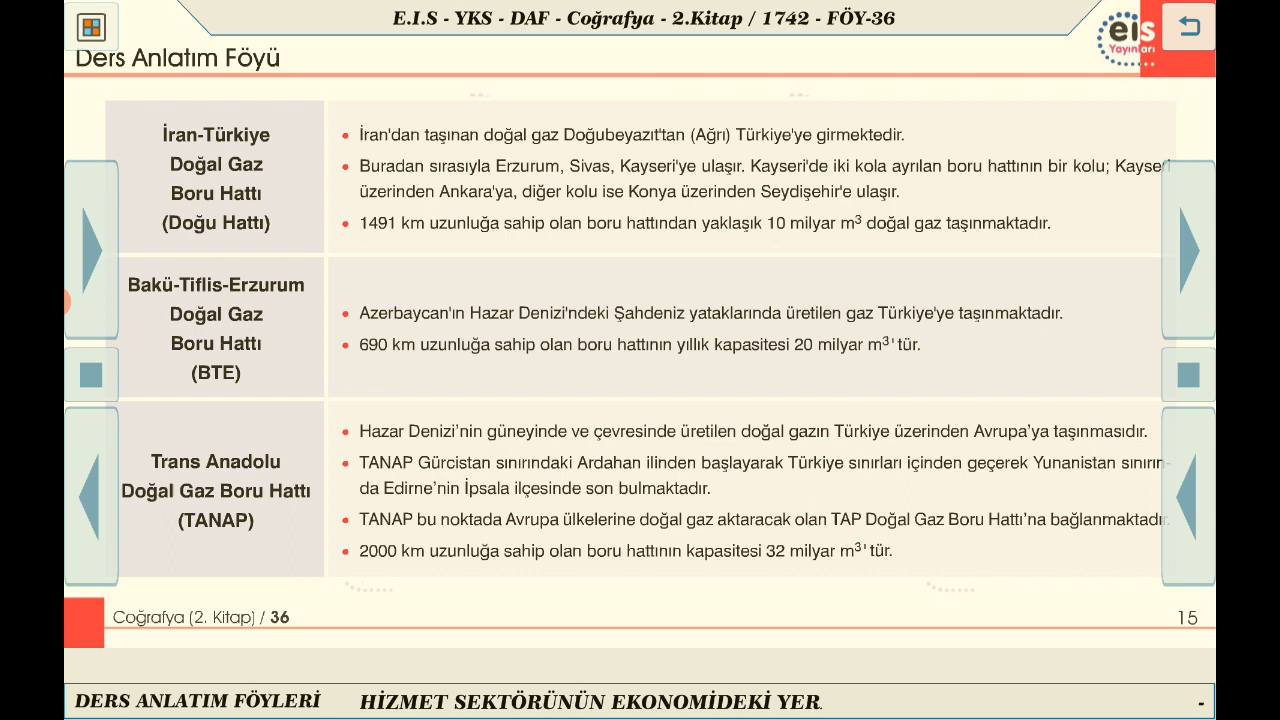 E.I.S - YKS - DAF - Coğrafya - 2.Kitap / 1742 - FÖY-36
eis
Yayınları
Ders Anlatım Föyü
İran-Türkiye
Doğal Gaz
Boru Hattı
(Doğu Hattı)
• İran'dan taşınan doğal gaz Doğubeyazıt'tan (Ağrı) Türkiye'ye girmektedir.
• Buradan sırasıyla Erzurum, Sivas, Kayseri'ye ulaşır. Kayseri'de iki kola ayrılan boru hattının bir kolu; Kayseri
üzerinden Ankara'ya, diğer kolu ise Konya üzerinden Seydişehir'e ulaşır.
• 1491 km uzunluğa sahip olan boru hattından yaklaşık 10 milyar m³ doğal gaz taşınmaktadır.
Bakü-Tiflis-Erzurum
Doğal Gaz
Boru Hattı
(BTE)
• Azerbaycan'ın Hazar Denizi'ndeki Şahdeniz yataklarında üretilen gaz Türkiye'ye taşınmaktadır.
• 690 km uzunluğa sahip olan boru hattının yıllık kapasitesi 20 milyar m³'tür.
Trans Anadolu
Doğal Gaz Boru Hattı
(TANAP)
• Hazar Denizi’nin güneyinde ve çevresinde üretilen doğal gazın Türkiye üzerinden Avrupa’ya taşınmasıdır.
• TANAP Gürcistan sınırındaki Ardahan ilinden başlayarak Türkiye sınırları içinden geçerek Yunanistan sınırın-
da Edirne’nin İpsala ilçesinde son bulmaktadır.
• TANAP bu noktada Avrupa ülkelerine doğal gaz aktaracak olan TAP Doğal Gaz Boru Hattı’na bağlanmaktadır.
• 2000 km uzunluğa sahip olan boru hattının kapasitesi 32 milyar m³'tür.
Coğrafya (2. Kitap) / 36
15
DERS ANLATIM FÖYLERİ HİZMET SEKTÖRÜNÜN EKONOMİDEKİ YER. -